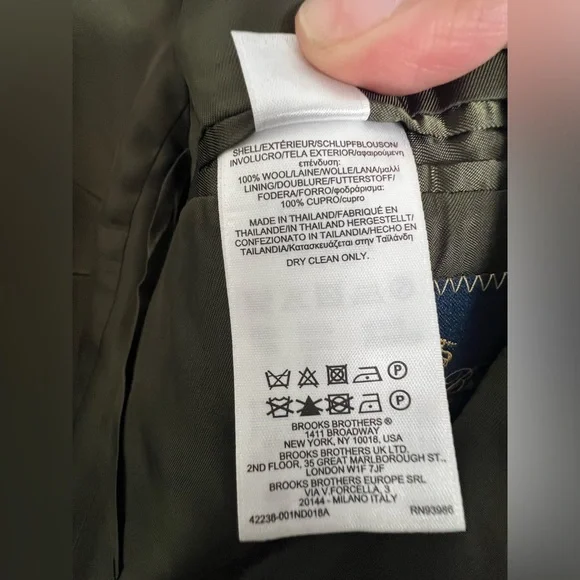 SHELL/EXTÉRIEUR/SCHLUPFBLOUSON/
INVOLUCRO/TELA EXTERIOR/αφαιρούμενη
επένδυση:
100% WOOL/LAINE/WOLLE/LANA/μαλλί
LINING/DOUBLURE/FUTTERSTOFF/
FODERA/FORRO/φοδράρισμα:
100% CUPRO/cupro
MADE IN THAILAND/FABRIQUÉ EN
THAILANDE/IN THAILAND HERGESTELLT/
CONFEZIONATO IN TAILANDIA/HECHO EN
TAILANDIA/Κατασκευάζεται στην Ταϊλάνδη
DRY CLEAN ONLY.
P
P
BROOKS BROTHERS ®
1411 BROADWAY
NEW YORK, NY 10018, USA
BROOKS BROTHERS UK LTD.
2ND FLOOR, 35 GREAT MARLBOROUGH ST.,
LONDON W1F 7JF
BROOKS BROTHERS EUROPE SRL
VIA V.FORCELLA, 3
20144 - MILANO ITALY
42238-001ND018A RN93986